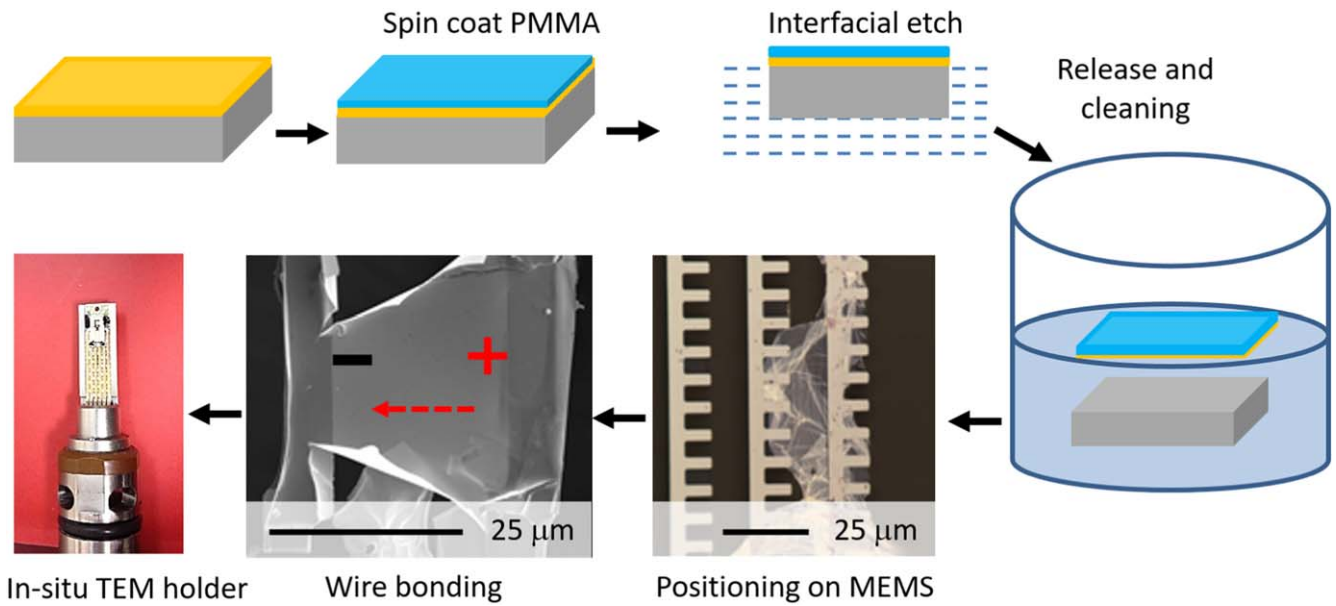 Spin coat PMMA
Interfacial etch
Release and
cleaning
− +
25 μm
25 μm
In-situ TEM holder
Wire bonding
Positioning on MEMS